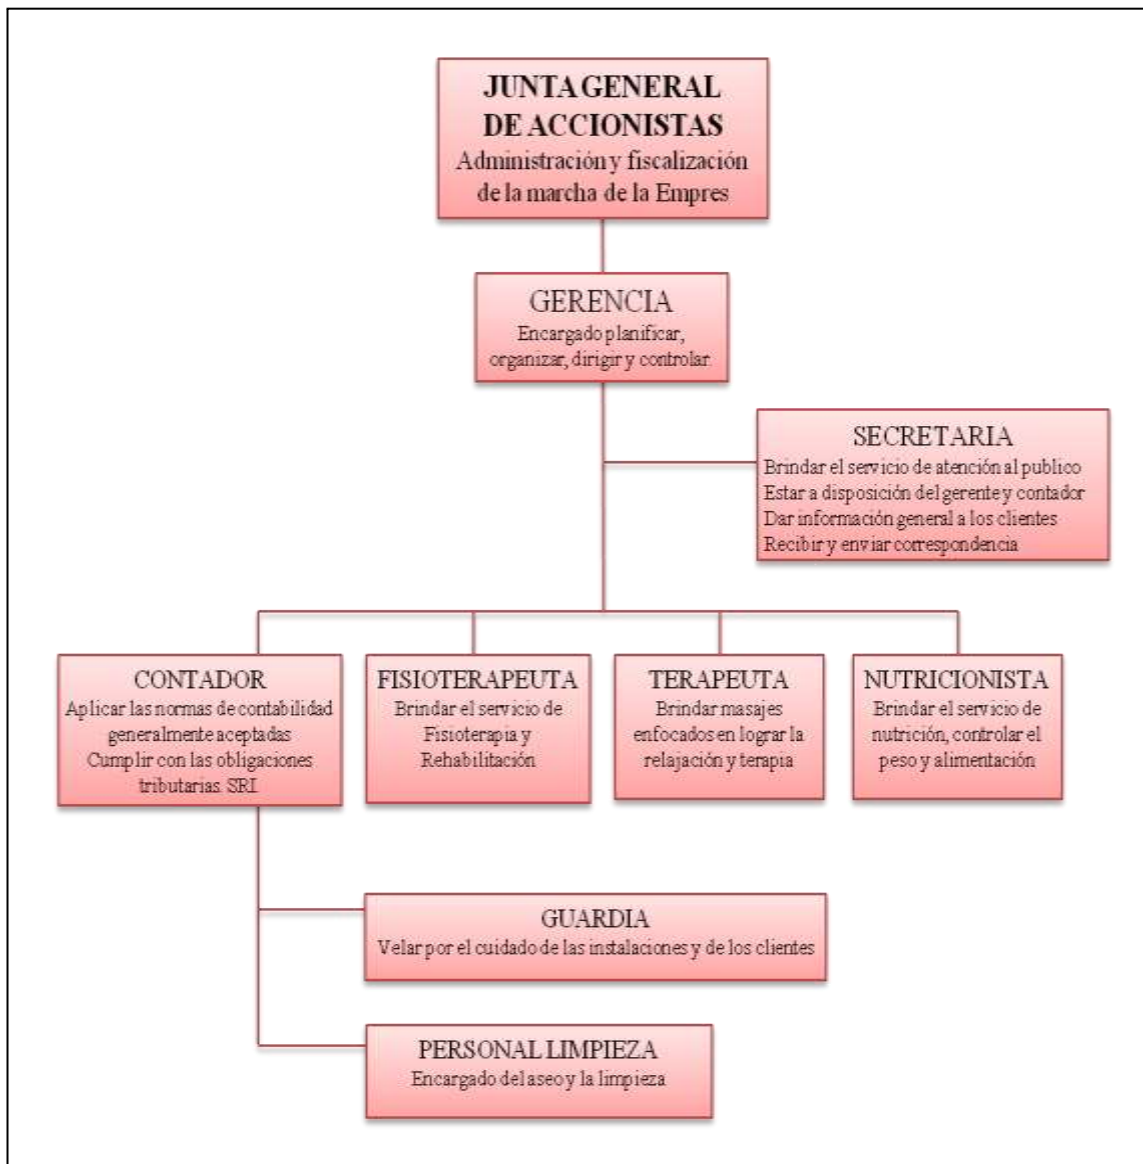 JUNTA GENERAL
DE ACCIONISTAS
Administración y fiscalización
de la marcha de la Empres
GERENCIA
Encargado planificar,
organizar, dirigir y controlar.
SECRETARIA
Brindar el servicio de atención al publico
Estar a disposición del gerente y contador
Dar información general a los clientes
Recibir y enviar correspondencia
CONTADOR
Aplicar las normas de contabilidad
generalmente aceptadas
Cumplir con las obligaciones
tributarias. SRI.
FISIOTERAPEUTA
Brindar el servicio de
Fisioterapia y
Rehabilitación
TERAPEUTA
Brindar masajes
enfocados en lograr la
relajación y terapia
NUTRICIONISTA
Brindar el servicio de
nutrición, controlar el
peso y alimentación
GUARDIA
Velar por el cuidado de las instalaciones y de los clientes
PERSONAL LIMPIEZA
Encargado del aseo y la limpieza